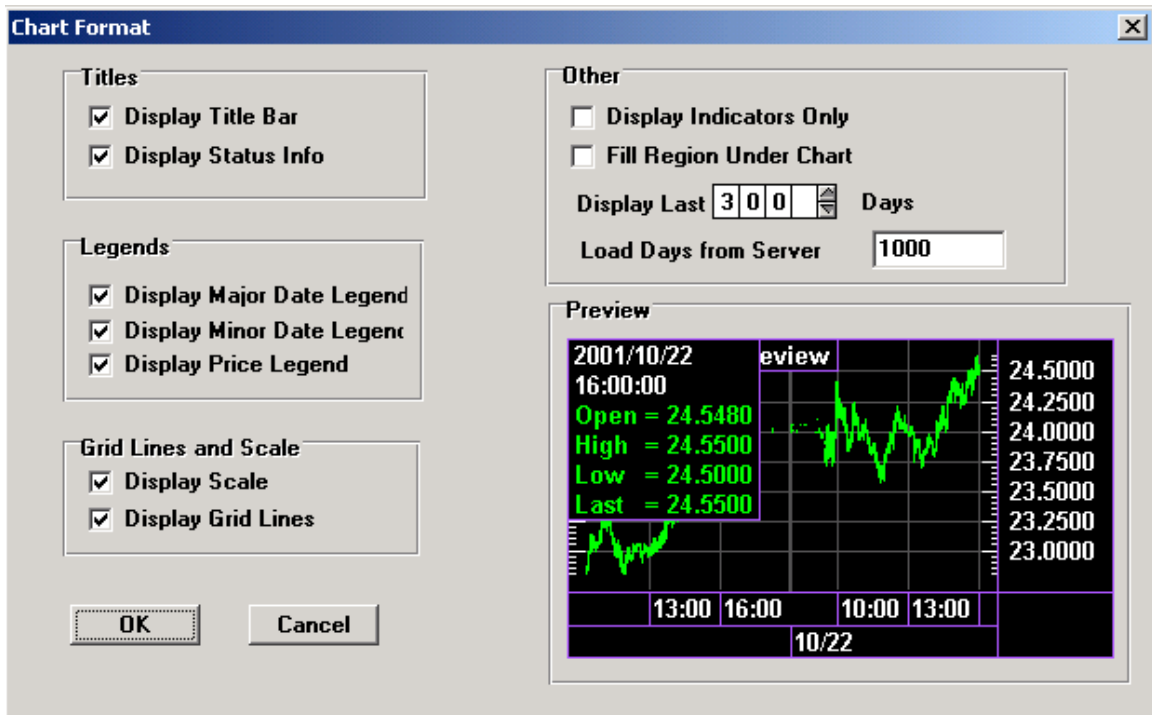 Chart Format
Titles
Display Title Bar
Display Status Info
Legends
Display Major Date Legend
Display Minor Date Legend
Display Price Legend
Grid Lines and Scale
Display Scale
Display Grid Lines
OK
Cancel
Other
Display Indicators Only
Fill Region Under Chart
Display Last 300 Days
Load Days from Server 1000
Preview
2001/10/22
eview
16:00:00
Open = 24.5480
High = 24.5500
Low = 24.5000
Last = 24.5500
24.5000
24.2500
24.0000
23.7500
23.5000
23.2500
23.0000
13:00 16:00 10:00 13:00
10/22